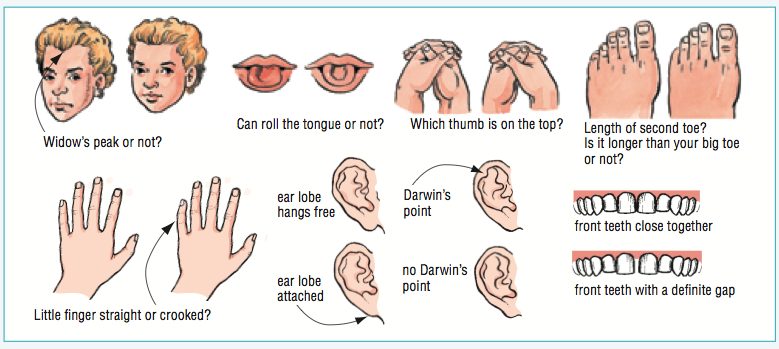 Widow's peak or not?
Can roll the tongue or not?
Which thumb is on the top?
Length of second toe?
Is it longer than your big toe
or not?
Little finger straight or crooked?
ear lobe
hangs free
ear lobe
attached
Darwin's
point
no Darwin's
point
front teeth close together
front teeth with a definite gap